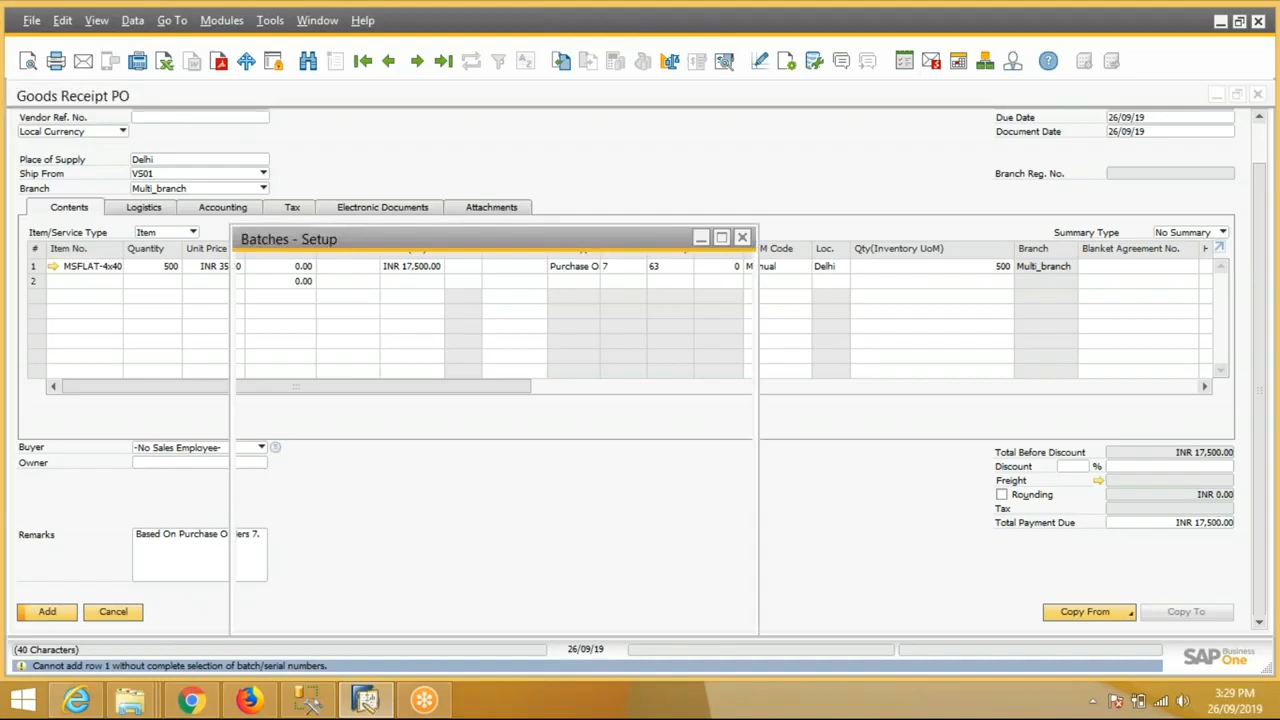 File Edit View Data Go To Modules Tools Window Help
Goods Receipt PO
Vendor Ref. No.
Local Currency
Due Date 26/09/19
Document Date 26/09/19
Place of Supply Delhi
Ship From VS01
Branch Multi_branch
Branch Reg. No.
Contents Logistics Accounting Tax Electronic Documents Attachments
Item/Service Type Item
Summary Type No Summary
Batches - Setup
# Item No. Quantity Unit Price M Code Loc. Qty(Inventory UoM) Branch Blanket Agreement No.
1 MSFLAT-4x40 500 INR 35 0 0.00 INR 17,500.00 Purchase O 7 63 0 M nual Delhi 500 Multi_branch
2 0.00
Buyer -No Sales Employee-
Owner
Total Before Discount INR 17,500.00
Discount %
Freight
Rounding INR 0.00
Tax
Total Payment Due INR 17,500.00
Remarks Based On Purchase O ders 7.
Add Cancel
Copy From Copy To
(40 Characters) 26/09/19
Cannot add row 1 without complete selection of batch/serial numbers.
SAP Business One
3:29 PM
26/09/2019